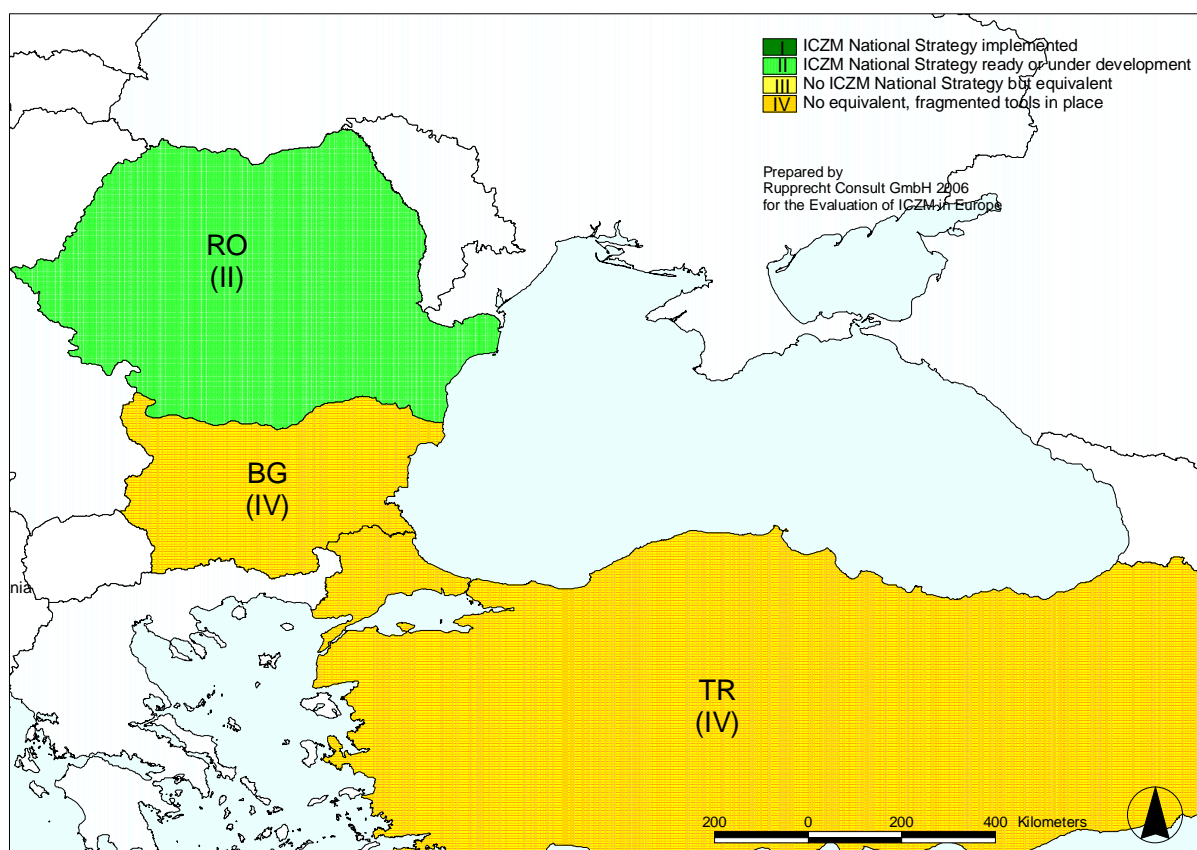 I ICZM National Strategy implemented
II ICZM National Strategy ready or under development
III No ICZM National Strategy but equivalent
IV No equivalent, fragmented tools in place
Prepared by
Rupprecht Consult GmbH 2006
for the Evaluation of ICZM in Europe
RO
(II)
BG
(IV)
nia
TR
(IV)
200 0 200 400 Kilometers